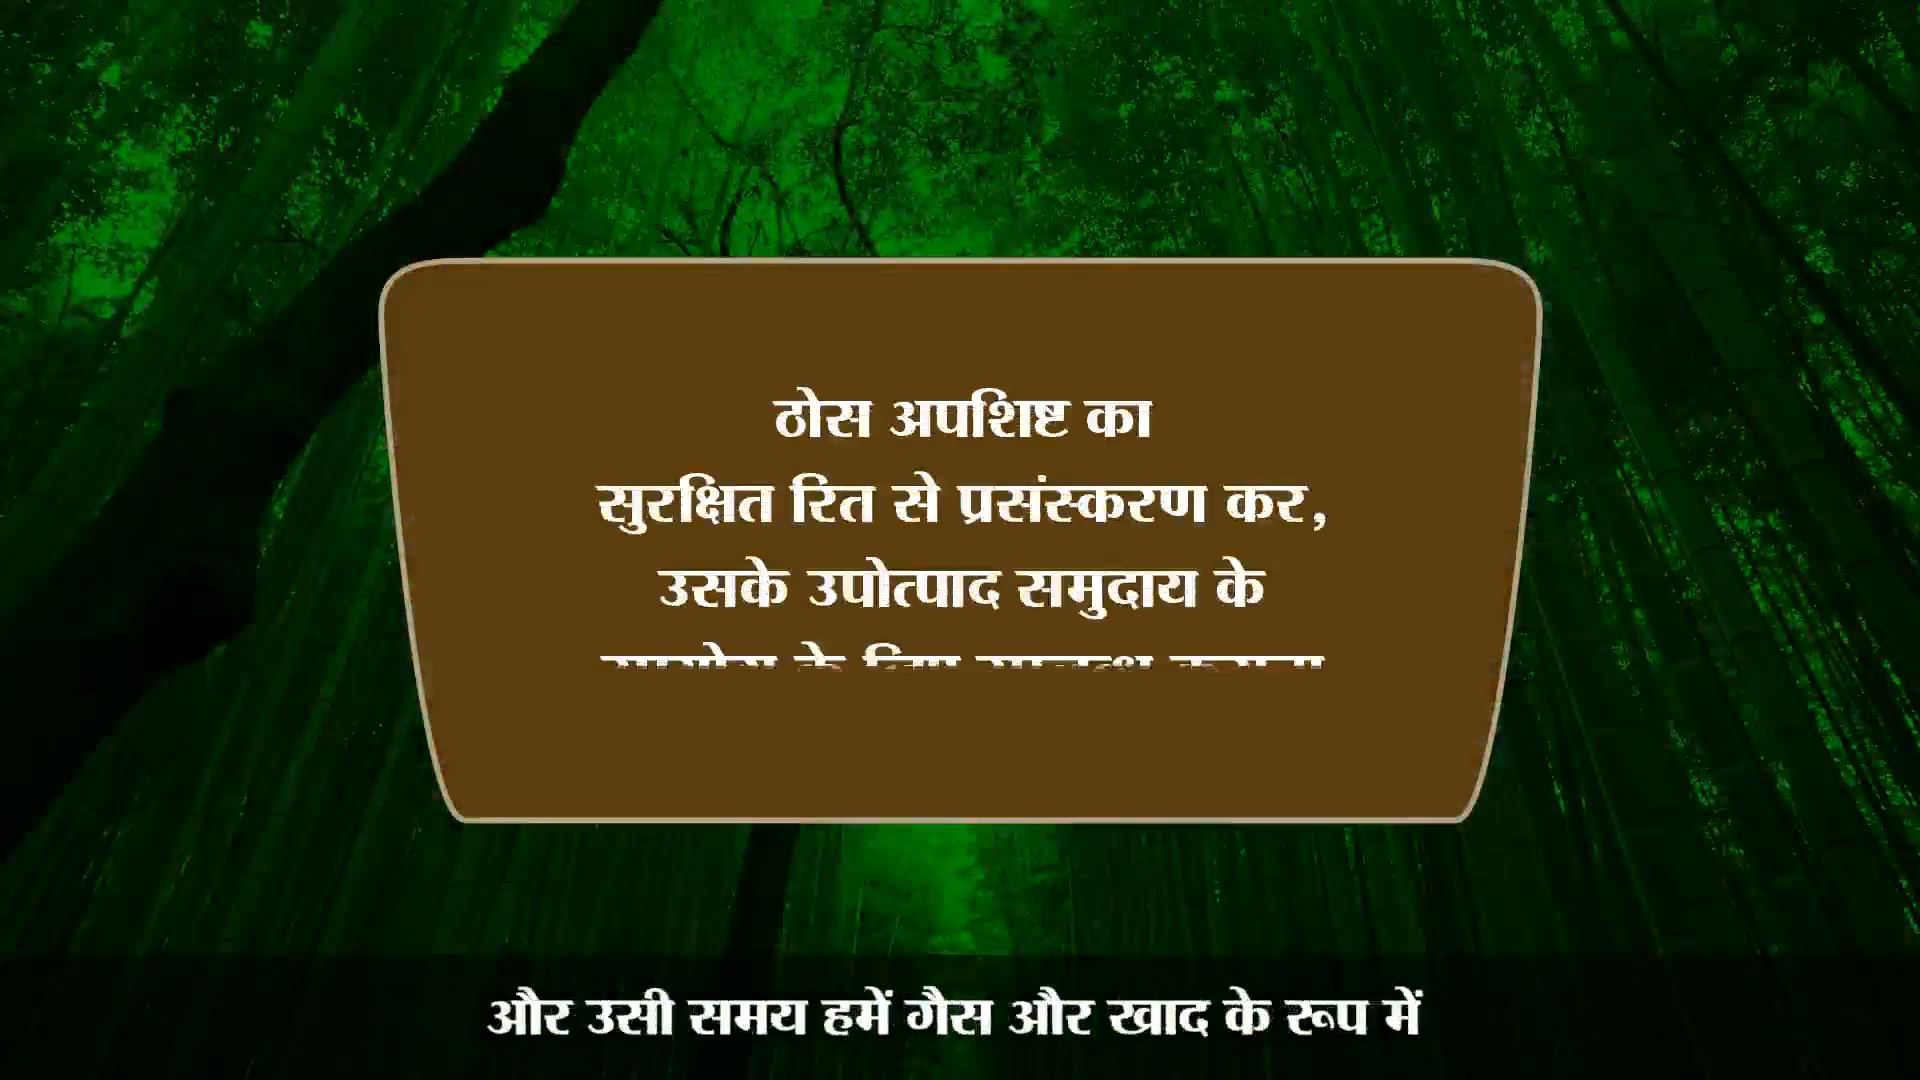 ठोस अपशिष्ट का
सुरक्षित रित से प्रसंस्करण कर,
उसके उपोत्पाद समुदाय के
और उसी समय हमें गैस और खाद के रूप में